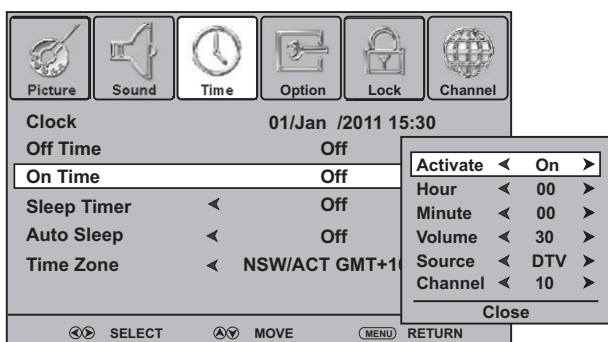 Picture Sound Time Option Lock Channel
Clock 01/Jan /2011 15:30
Off Time Off
On Time Off
Sleep Timer Off
Auto Sleep Off
Time Zone NSW/ACT GMT+1
SELECT MOVE MENU RETURN
Activate On
Hour 00
Minute 00
Volume 30
Source DTV
Channel 10
Close